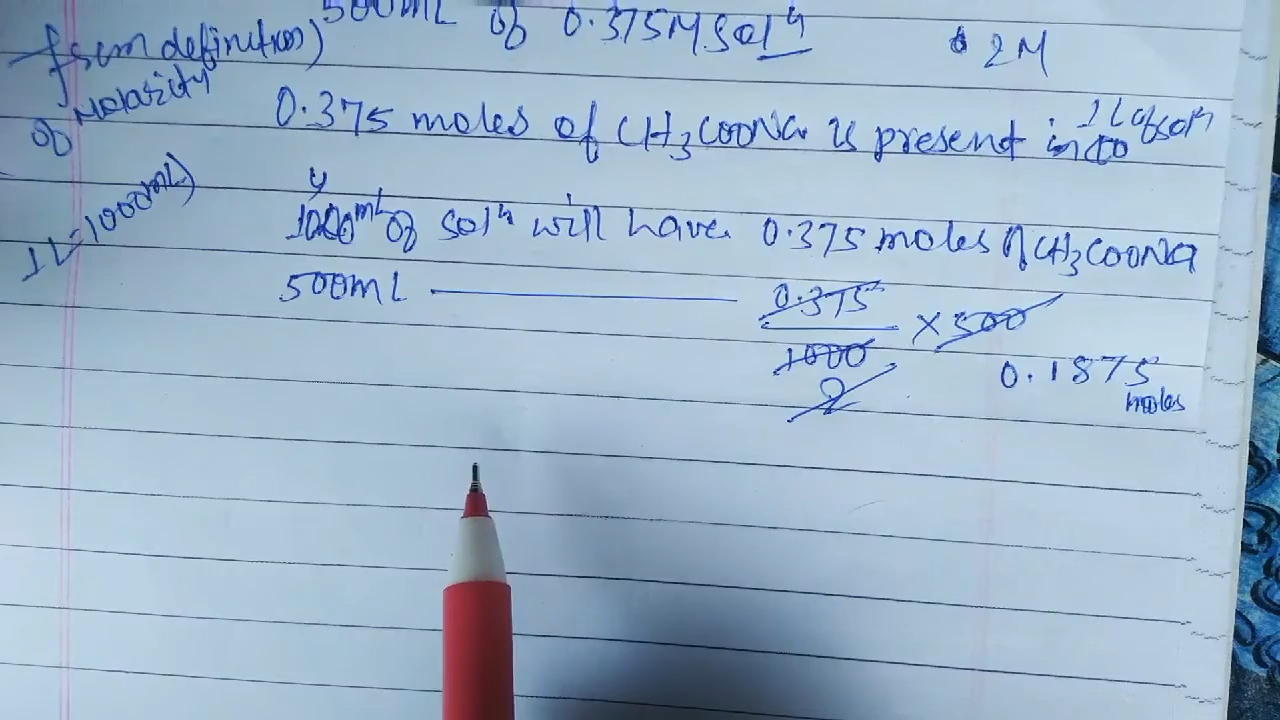 500mL of 0.375M Solⁿ
2M
from definition)
of Molarity
0.375 moles of CH₃COONa is present in 1L of solⁿ
1L=1000mL)
1000mL of solⁿ will have 0.375 moles of CH₃COONa
500mL — 0.375/1000 × 500
2
0.1875 moles